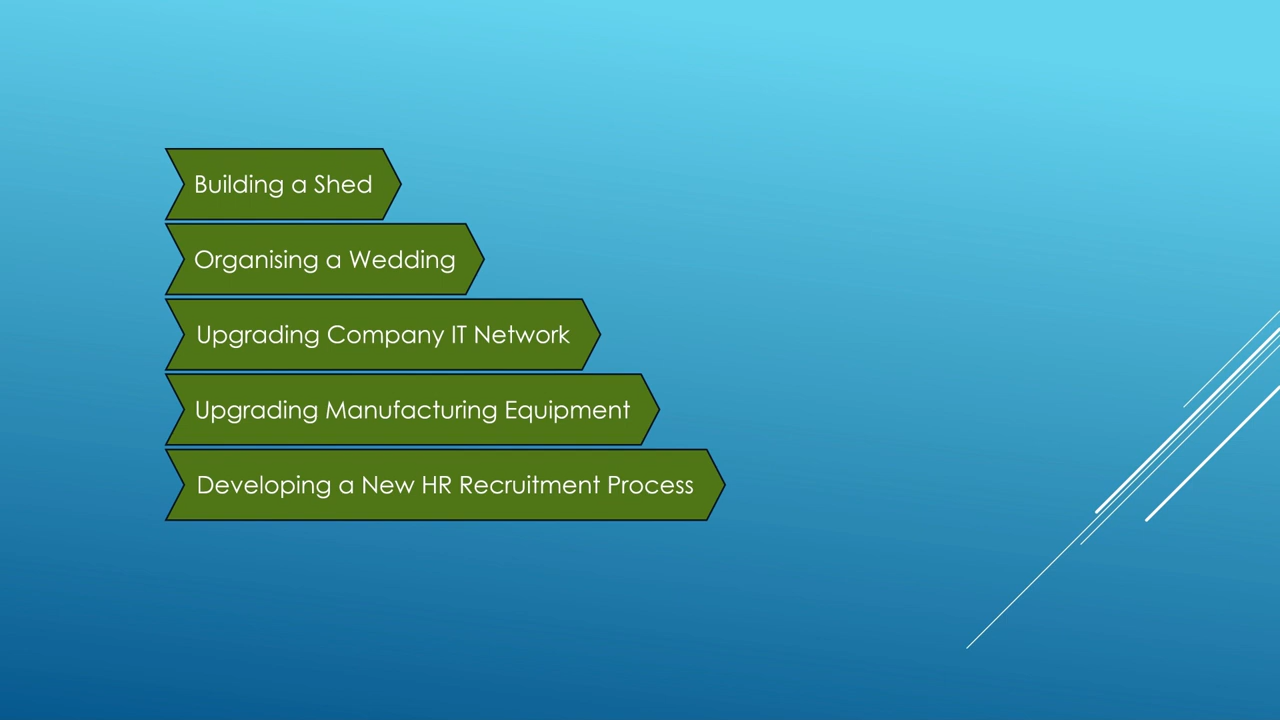 Building a Shed
Organising a Wedding
Upgrading Company IT Network
Upgrading Manufacturing Equipment
Developing a New HR Recruitment Process